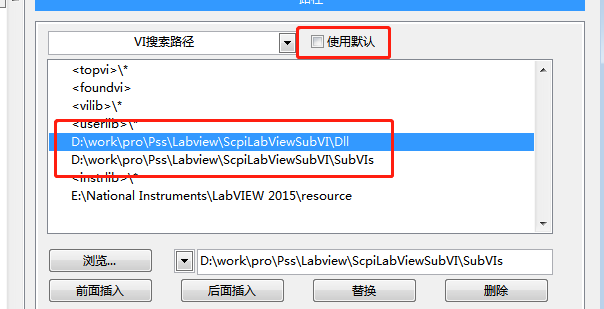 路径
VI搜索路径 使用默认
<topvi>\*
<foundvi>
<vilib>\*
<userlib>\*
D:\work\pro\Pss\Labview\ScpiLabViewSubVI\Dll
D:\work\pro\Pss\Labview\ScpiLabViewSubVI\SubVIs
<instrlib>\*
E:\National Instruments\LabVIEW 2015\resource
浏览... D:\work\pro\Pss\Labview\ScpiLabViewSubVI\SubVIs
前面插入 后面插入 替换 删除